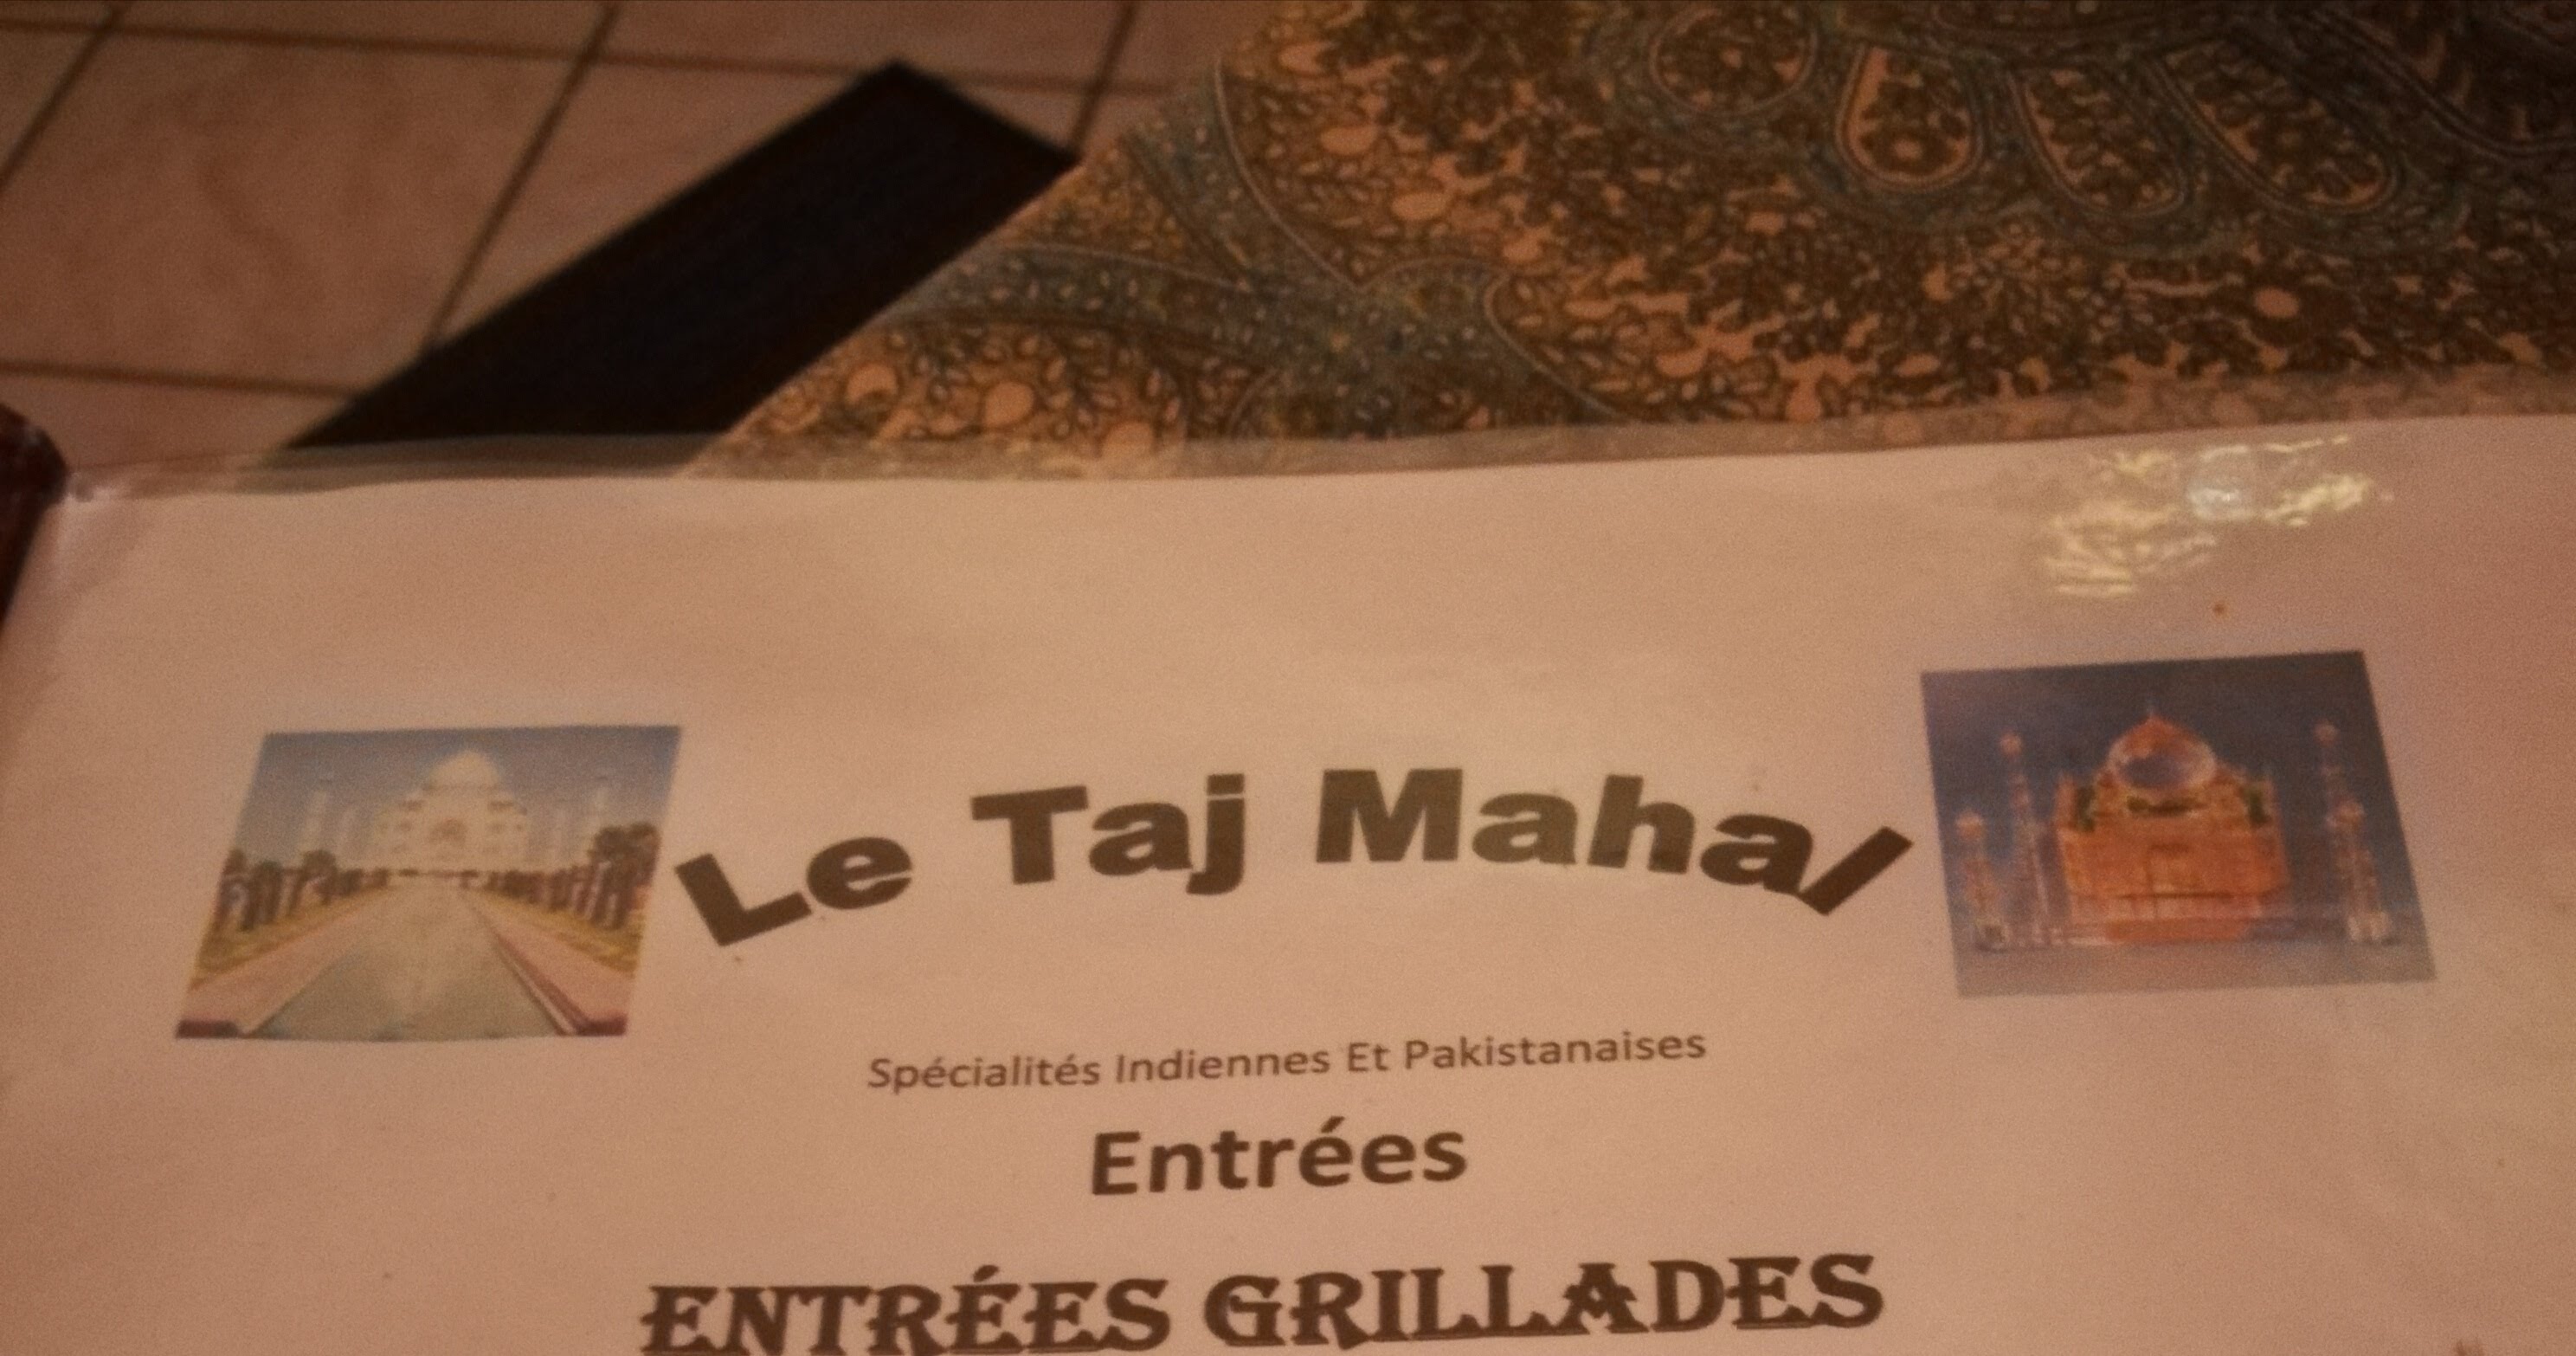 Le Taj Mahal
Spécialités Indiennes Et Pakistanaises
Entrées
ENTRÉES GRILLADES